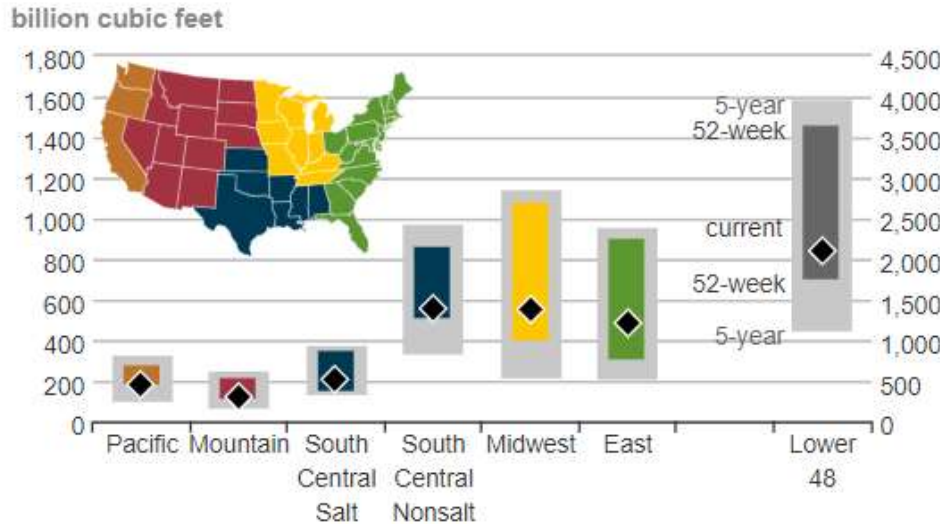 billion cubic feet
1,800 4,500
1,600 5-year 4,000
52-week
1,400 3,500
1,200 3,000
1,000 2,500
current
800 2,000
52-week
600 1,500
400 5-year 1,000
200 500
0 0
Pacific Mountain South South Midwest East Lower
Central Central 48
Salt Nonsalt